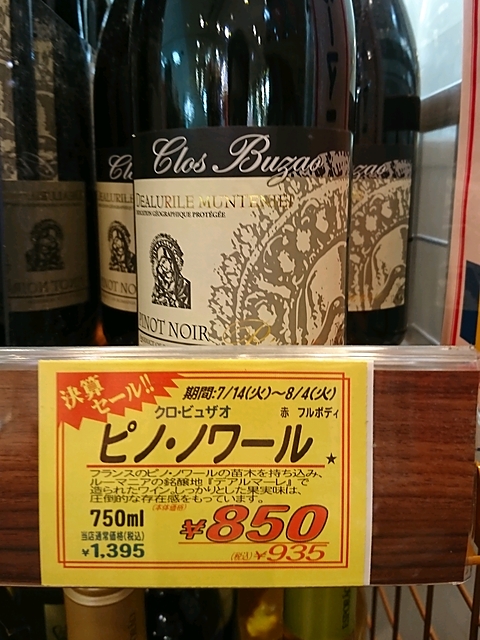 Clos Buzao
DEALURILE MUNTENIEI
INDICATION GÉOGRAPHIQUE PROTÉGÉE
PINOT NOIR
決算
セール!!
期間:7/14(火)~8/4(火)
クロ・ビュザオ
赤 フルボディ
ピノ・ノワール ★
フランスのピノ・ノワールの苗木を持ち込み、
ルーマニアの銘醸地『デアルマーレ』で
造られたワイン。しっかりとした果実味は、
圧倒的な存在感をもっています。
750ml
(本体価格)
¥850
当店通常価格(税込)
¥1,395
(税込)¥935